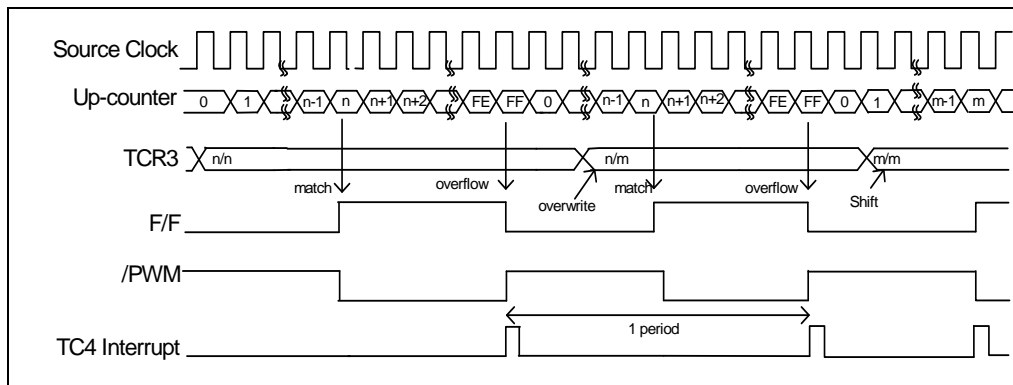 Source Clock
Up-counter 0 1 n-1 n n+1 n+2 FE FF 0 n-1 n n+1 n+2 FE FF 0 1 m-1 m
TCR3 n/n n/m m/m
match overflow overwrite match overflow Shift
F/F
/PWM
1 period
TC4 Interrupt